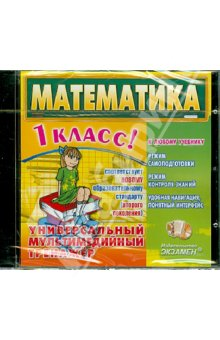 МАТЕМАТИКА
1 КЛАСС!
К ЛЮБОМУ УЧЕБНИКУ
СООТВЕТСТВУЕТ
НОВОМУ
ОБРАЗОВАТЕЛЬНОМУ
СТАНДАРТУ
(ВТОРОГО
ПОКОЛЕНИЯ)
РЕЖИМ
САМОПОДГОТОВКИ
РЕЖИМ
КОНТРОЛЯ ЗНАНИЙ
УДОБНАЯ НАВИГАЦИЯ,
ПОНЯТНЫЙ ИНТЕРФЕЙС
УНИВЕРСАЛЬНЫЙ
МУЛЬТИМЕДИЙНЫЙ
ТРЕНАЖЕР
Издательство
ЭКЗАМЕН